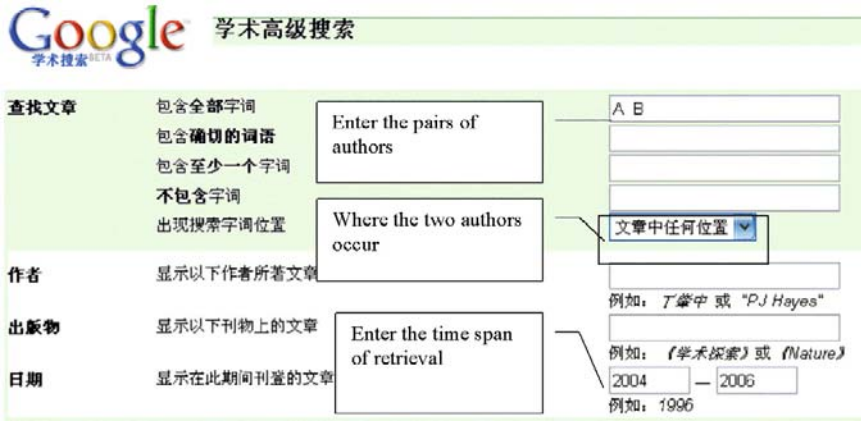 Google 学术高级搜索
学术搜索 BETA
查找文章 包含全部字词 A B
包含确切的词语
包含至少一个字词
不包含字词
出现搜索字词位置 文章中任何位置
Enter the pairs of
authors
Where the two authors
occur
作者 显示以下作者所著文章
例如： 丁肇中 或 "PJ Hayes"
出版物 显示以下刊物上的文章
例如： 《学术探索》或《Nature》
Enter the time span
of retrieval
日期 显示在此期间刊登的文章 2004 — 2006
例如： 1996